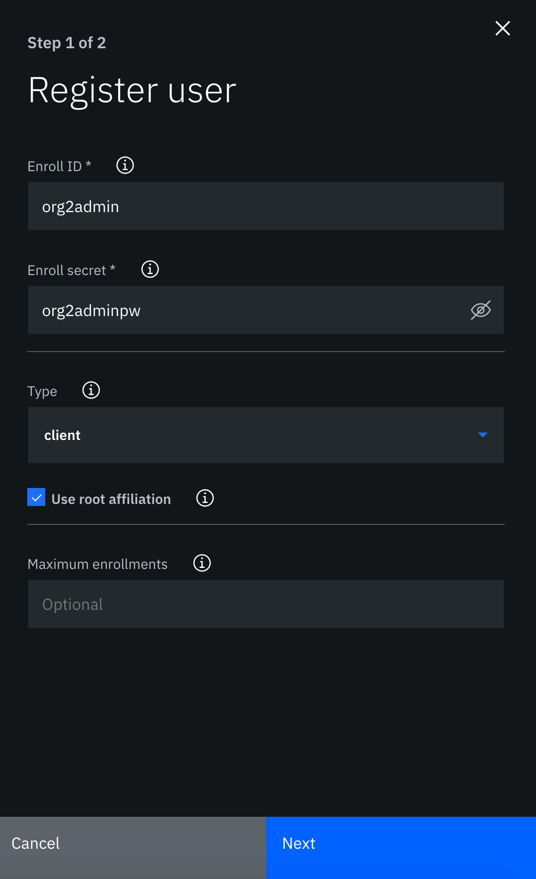 Step 1 of 2
Register user
Enroll ID *
org2admin
Enroll secret *
org2adminpw
Type
client
Use root affiliation
Maximum enrollments
Optional
Cancel
Next